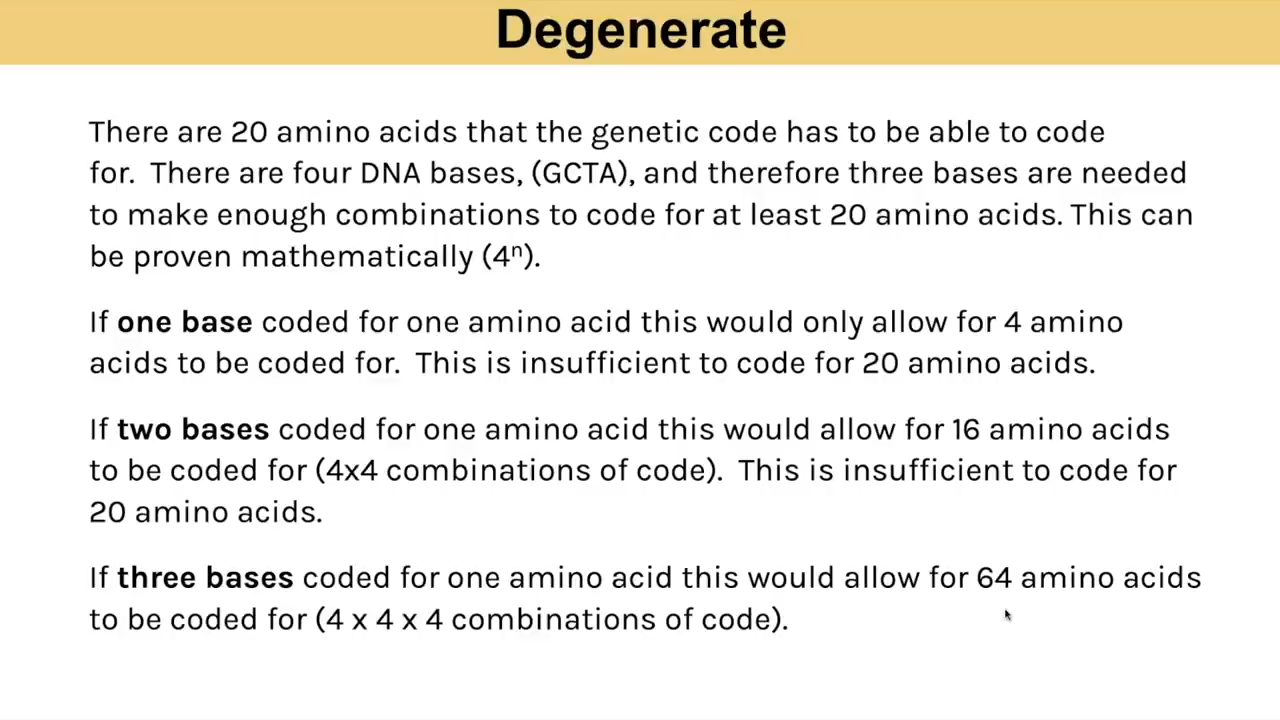 Degenerate
There are 20 amino acids that the genetic code has to be able to code
for.  There are four DNA bases, (GCTA), and therefore three bases are needed
to make enough combinations to code for at least 20 amino acids. This can
be proven mathematically (4ⁿ).
If one base coded for one amino acid this would only allow for 4 amino
acids to be coded for.  This is insufficient to code for 20 amino acids.
If two bases coded for one amino acid this would allow for 16 amino acids
to be coded for (4x4 combinations of code).  This is insufficient to code for
20 amino acids.
If three bases coded for one amino acid this would allow for 64 amino acids
to be coded for (4 x 4 x 4 combinations of code).